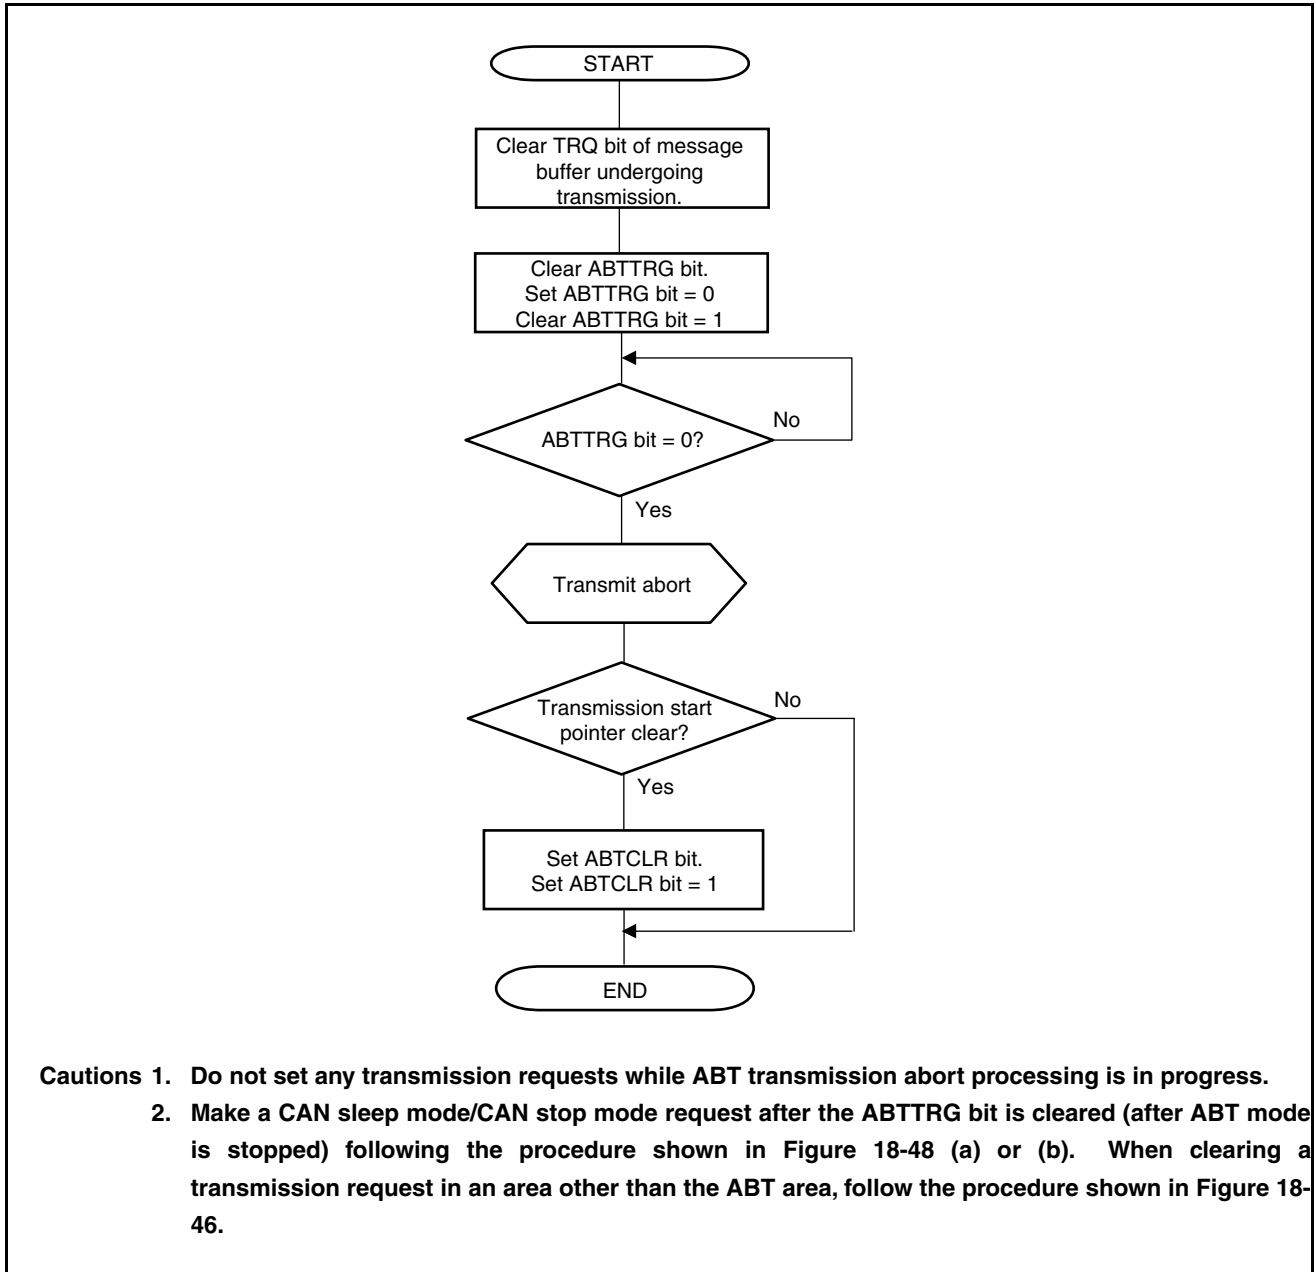 START
Clear TRQ bit of message
buffer undergoing
transmission.
Clear ABTTRG bit.
Set ABTTRG bit = 0
Clear ABTTRG bit = 1
No
ABTTRG bit = 0?
Yes
Transmit abort
No
Transmission start
pointer clear?
Yes
Set ABTCLR bit.
Set ABTCLR bit = 1
END
Cautions 1. Do not set any transmission requests while ABT transmission abort processing is in progress.
2. Make a CAN sleep mode/CAN stop mode request after the ABTTRG bit is cleared (after ABT mode
is stopped) following the procedure shown in Figure 18-48 (a) or (b). When clearing a
transmission request in an area other than the ABT area, follow the procedure shown in Figure 18-
46.